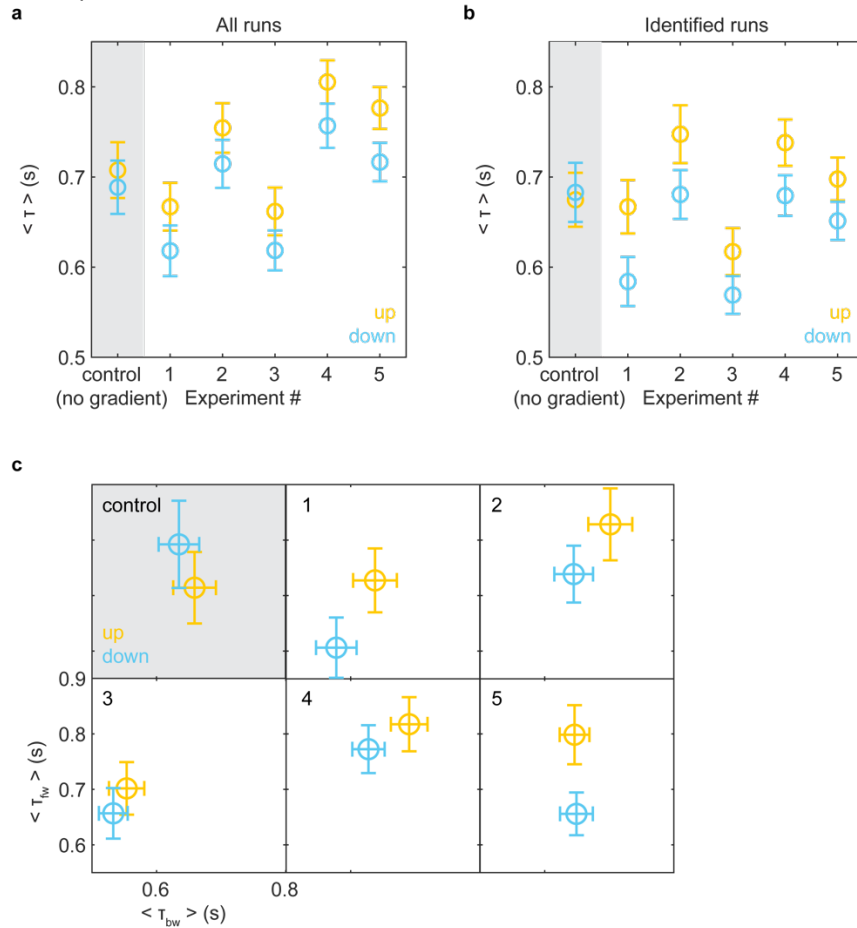 a
All runs
0.8
0.7
0.6
0.5
< τ > (s)
up
down
control 1 2 3 4 5
(no gradient) Experiment #
b
Identified runs
0.8
0.7
0.6
0.5
< τ > (s)
up
down
control 1 2 3 4 5
(no gradient) Experiment #
c
control
up
down
1
2
3
4
5
0.9
0.8
0.7
0.6
< τfw > (s)
0.6 0.8
< τbw > (s)